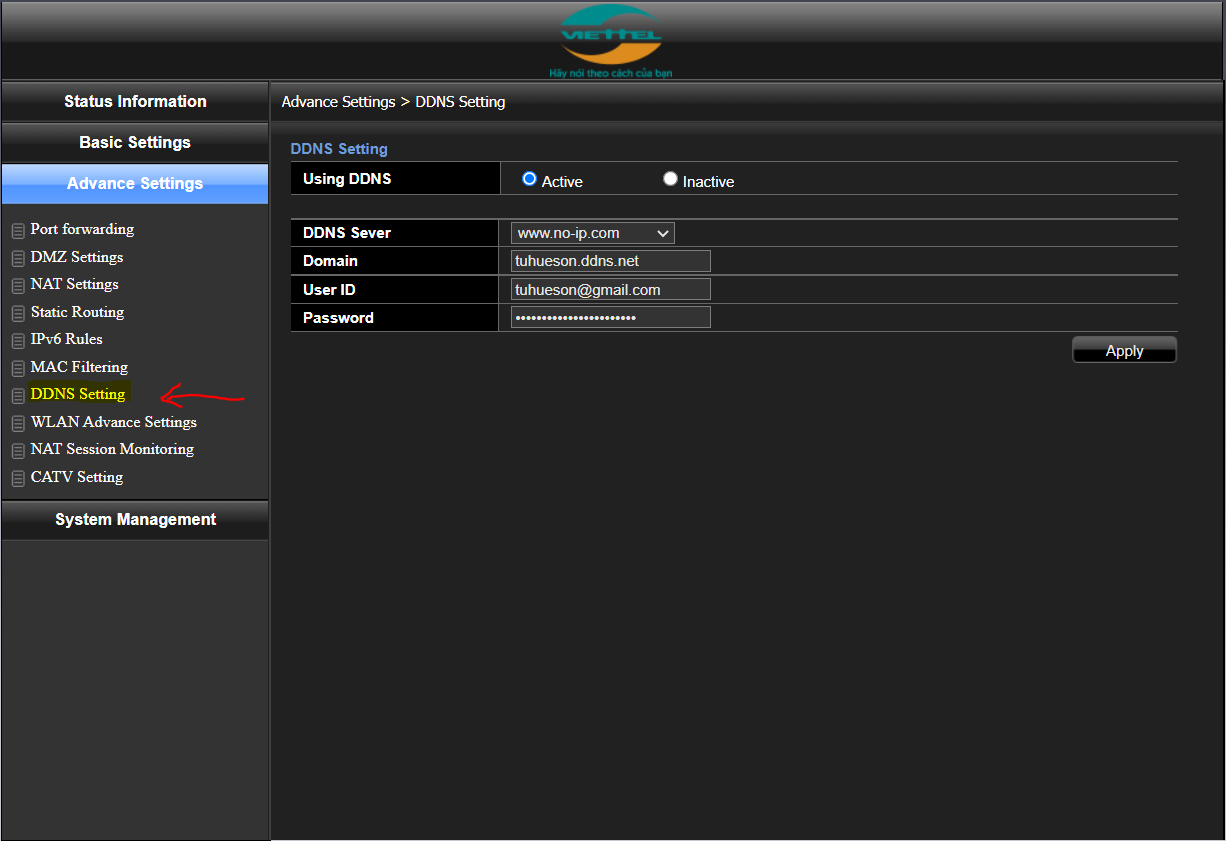 VIETTEL
Hãy nói theo cách của bạn
Status Information
Basic Settings
Advance Settings
Port forwarding
DMZ Settings
NAT Settings
Static Routing
IPv6 Rules
MAC Filtering
DDNS Setting
WLAN Advance Settings
NAT Session Monitoring
CATV Setting
System Management
Advance Settings > DDNS Setting
DDNS Setting
Using DDNS Active Inactive
DDNS Sever www.no-ip.com
Domain tuhueson.ddns.net
User ID tuhueson@gmail.com
Password •••••••••••••••••••••••
Apply